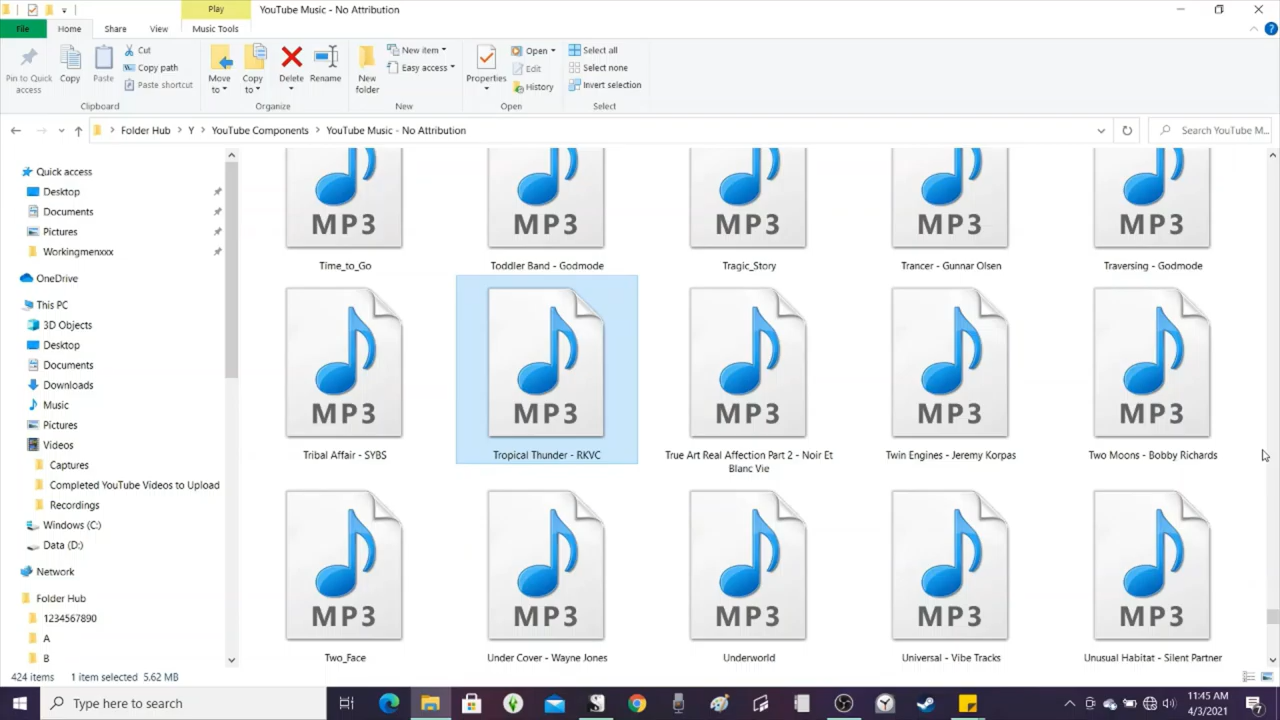 Play
YouTube Music - No Attribution
File
Home
Share
View
Music Tools
Pin to Quick
access
Copy
Paste
Cut
Copy path
Paste shortcut
Clipboard
Move
to
Copy
to
Delete
Rename
Organize
New
folder
New item
Easy access
New
Properties
Open
Edit
History
Open
Select all
Select none
Invert selection
Select
Folder Hub
Y
YouTube Components
YouTube Music - No Attribution
Search YouTube M...
Quick access
Desktop
Documents
Pictures
Workingmenxxx
OneDrive
This PC
3D Objects
Desktop
Documents
Downloads
Music
Pictures
Videos
Captures
Completed YouTube Videos to Upload
Recordings
Windows (C:)
Data (D:)
Network
Folder Hub
1234567890
A
B
MP3
MP3
MP3
MP3
MP3
Time_to_Go
Toddler Band - Godmode
Tragic_Story
Trancer - Gunnar Olsen
Traversing - Godmode
MP3
MP3
MP3
MP3
MP3
Tribal Affair - SYBS
Tropical Thunder - RKVC
True Art Real Affection Part 2 - Noir Et
Blanc Vie
Twin Engines - Jeremy Korpas
Two Moons - Bobby Richards
MP3
MP3
MP3
MP3
MP3
Two_Face
Under Cover - Wayne Jones
Underworld
Universal - Vibe Tracks
Unusual Habitat - Silent Partner
424 items
1 item selected 5.62 MB
Type here to search
11:45 AM
4/3/2021
7